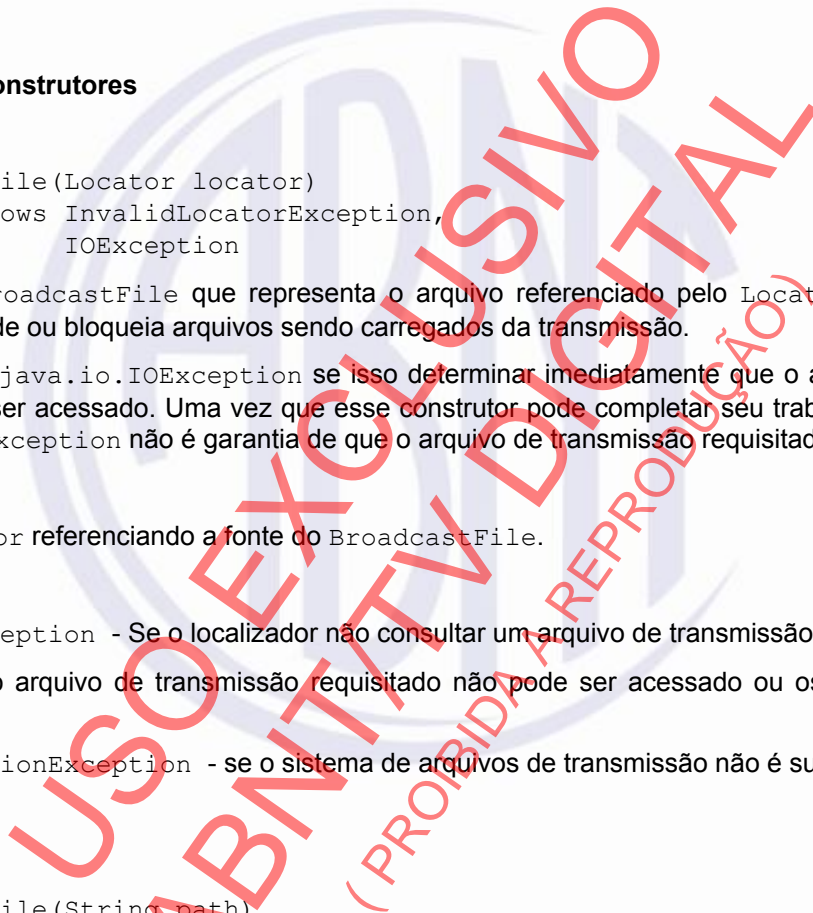 onstrutores
ile(Locator locator)
ows InvalidLocatorException,
IOException
roadcastFile que representa o arquivo referenciado pelo Locat
de ou bloqueia arquivos sendo carregados da transmissão.
java.io.IOException se isso determinar imediatamente que o a
ser acessado. Uma vez que esse construtor pode completar seu trab
xception não é garantia de que o arquivo de transmissão requisitad
or referenciando a fonte do BroadcastFile.
eption - Se o localizador não consultar um arquivo de transmissão
o arquivo de transmissão requisitado não pode ser acessado ou os
ionException - se o sistema de arquivos de transmissão não é su
ile(String path)
USO EXCLUSIVO
ABNT/TV DIGITAL
( PROIBIDA A REPRODUÇÃO )
ABNT